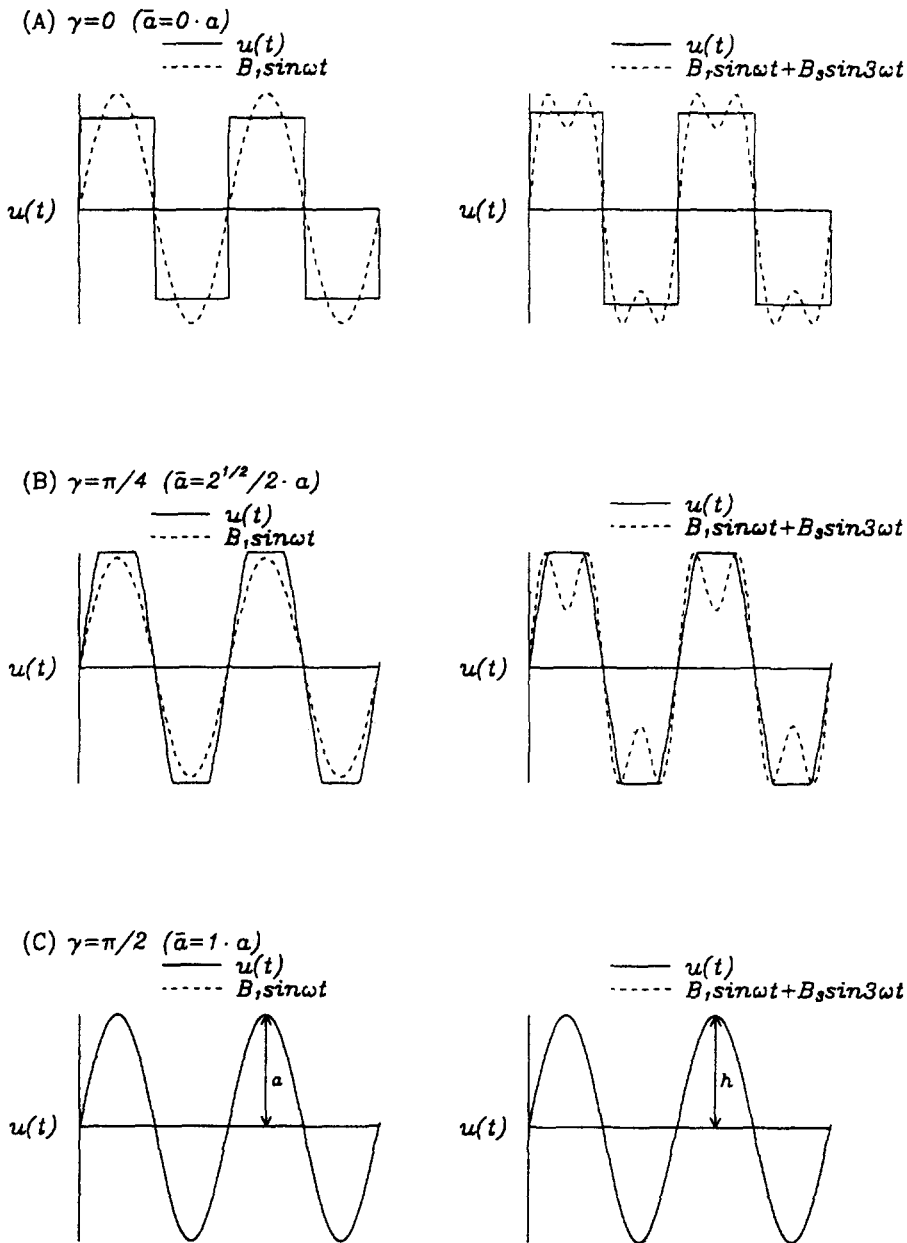 (A) γ=0 (ā=0·a)
u(t)
B₁sinωt
u(t)
u(t)
B₁sinωt+B₃sin3ωt
u(t)
(B) γ=π/4 (ā=2^{1/2}/2·a)
u(t)
B₁sinωt
u(t)
u(t)
B₁sinωt+B₃sin3ωt
u(t)
(C) γ=π/2 (ā=1·a)
u(t)
B₁sinωt
a
u(t)
u(t)
B₁sinωt+B₃sin3ωt
h
u(t)